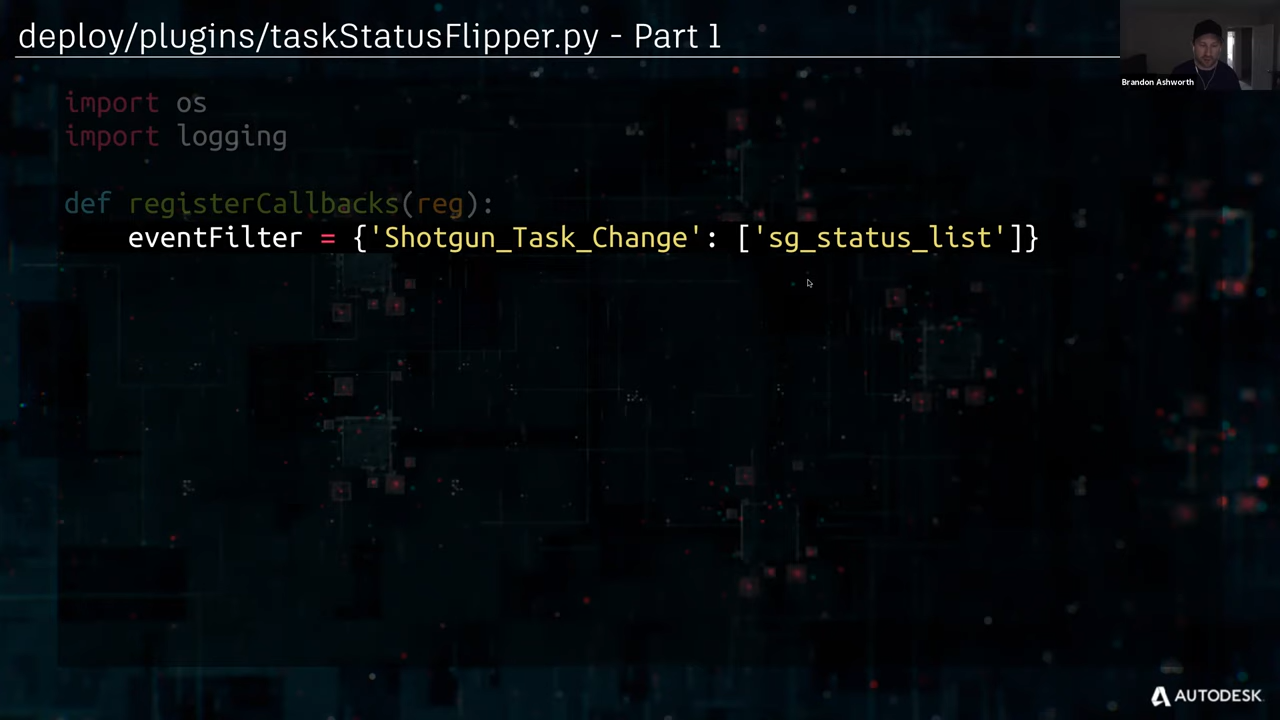 deploy/plugins/taskStatusFlipper.py - Part 1
Brandon Ashworth
import os
import logging
def registerCallbacks(reg):
eventFilter = {'Shotgun_Task_Change': ['sg_status_list']}
AUTODESK